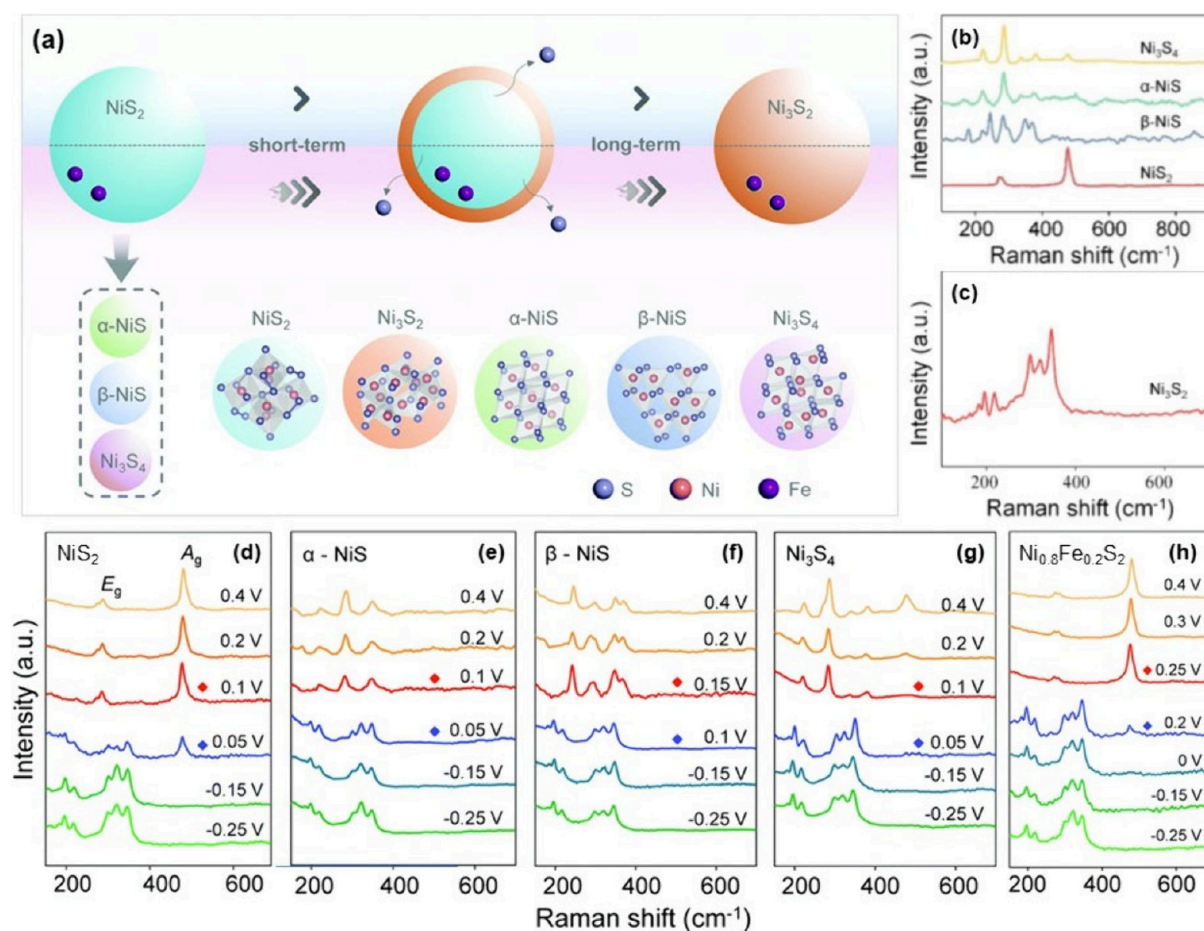 (a)
NiS₂
short-term
long-term
Ni₃S₂
S
α-NiS
β-NiS
Ni₃S₄
NiS₂
Ni₃S₂
α-NiS
β-NiS
Ni₃S₄
S
Ni
Fe
(b)
Intensity (a.u.)
Ni₃S₄
α-NiS
β-NiS
NiS₂
200 400 600 800
Raman shift (cm⁻¹)
(c)
Intensity (a.u.)
Ni₃S₂
200 400 600
Raman shift (cm⁻¹)
Intensity (a.u.)
NiS₂ (d)
E_g
A_g
0.4 V
0.2 V
0.1 V
0.05 V
-0.15 V
-0.25 V
200 400 600
α - NiS (e)
0.4 V
0.2 V
0.1 V
0.05 V
-0.15 V
-0.25 V
200 400 600
β - NiS (f)
0.4 V
0.2 V
0.15 V
0.1 V
-0.15 V
-0.25 V
200 400 600
Ni₃S₄ (g)
0.4 V
0.2 V
0.1 V
0.05 V
-0.15 V
-0.25 V
200 400 600
Ni₀.₈Fe₀.₂S₂
(h)
0.4 V
0.3 V
0.25 V
0.2 V
0 V
-0.15 V
-0.25 V
200 400 600
Raman shift (cm⁻¹)